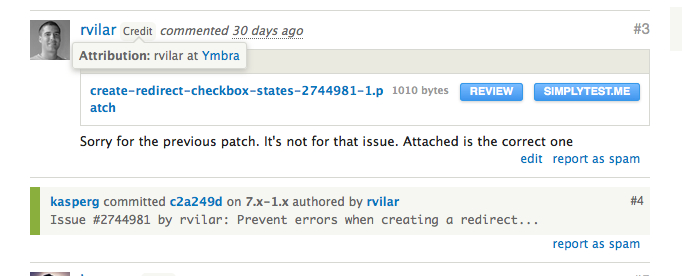 rvilar Credit commented 30 days ago #3
Attribution: rvilar at Ymbra
create-redirect-checkbox-states-2744981-1.p 1010 bytes REVIEW SIMPLYTEST.ME
atch
Sorry for the previous patch. It's not for that issue. Attached is the correct one
edit report as spam
kasperg committed c2a249d on 7.x-1.x authored by rvilar #4
Issue #2744981 by rvilar: Prevent errors when creating a redirect...
report as spam